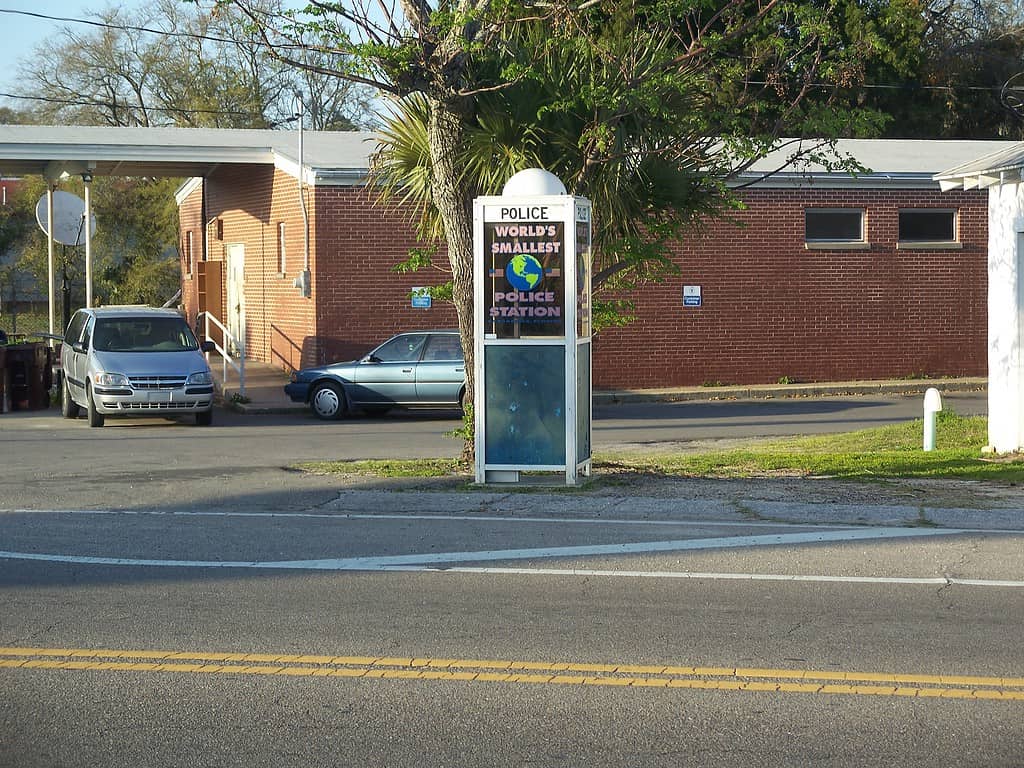 POLICE
WORLD'S
SMALLEST
POLICE
STATION